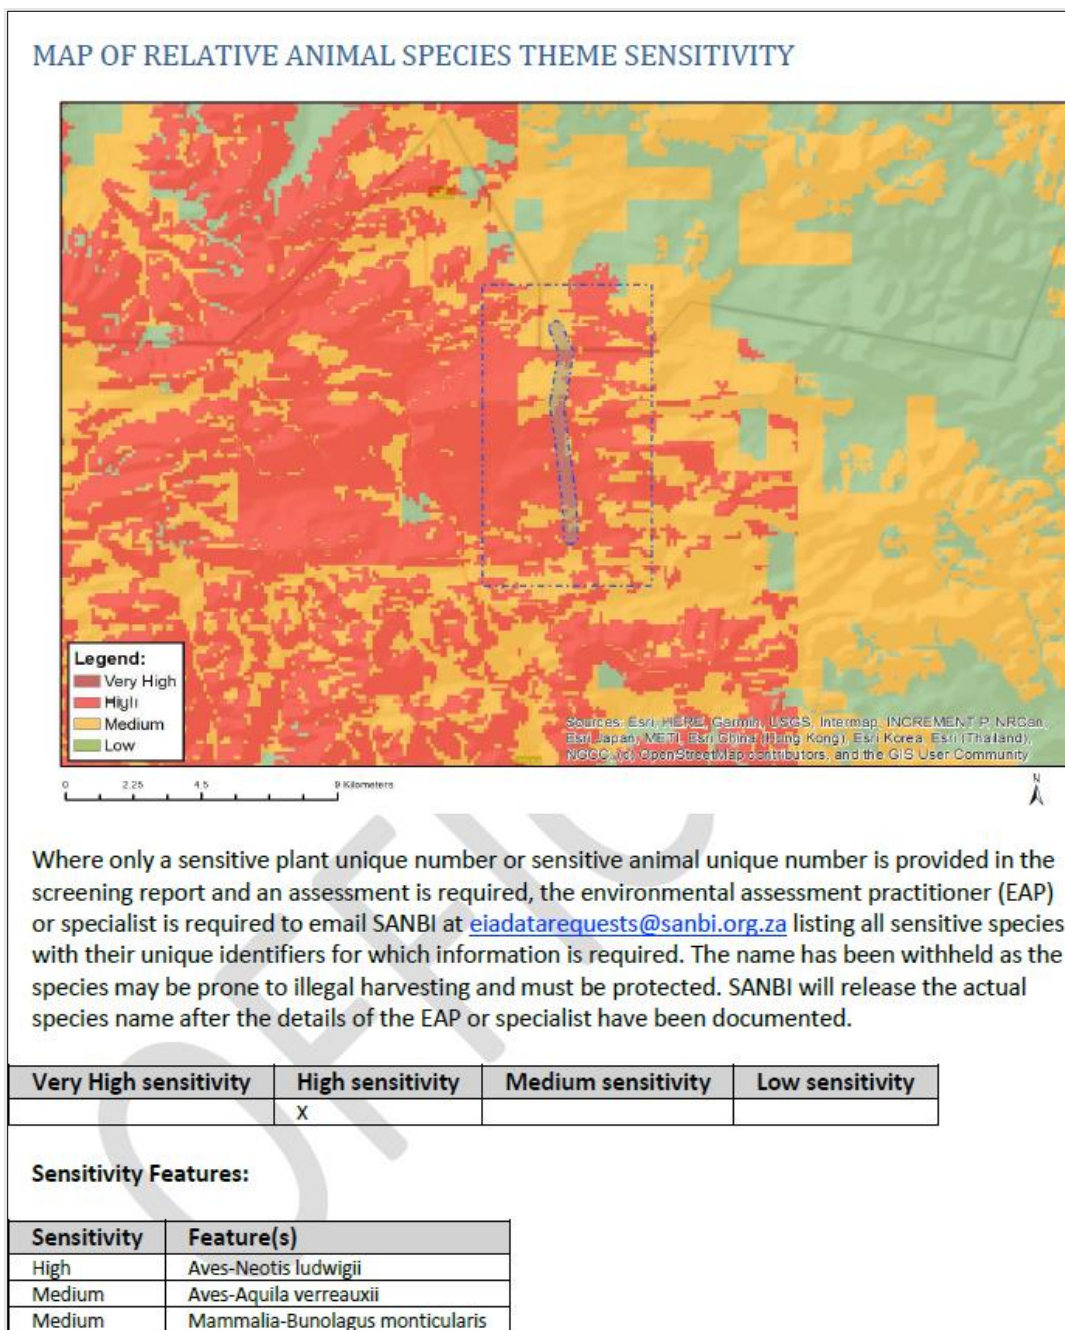 MAP OF RELATIVE ANIMAL SPECIES THEME SENSITIVITY
Legend:
Very High
High
Medium
Low
Sources: Esri, HERE, Garmin, USGS, Intermap, INCREMENT P, NRCan,
Esri Japan, METI, Esri China (Hong Kong), Esri Korea, Esri (Thailand),
NGCC, (c) OpenStreetMap contributors, and the GIS User Community
0 2.25 4.5 9 Kilometers
N
Where only a sensitive plant unique number or sensitive animal unique number is provided in the
screening report and an assessment is required, the environmental assessment practitioner (EAP)
or specialist is required to email SANBI at eiadatarequests@sanbi.org.za listing all sensitive species
with their unique identifiers for which information is required. The name has been withheld as the
species may be prone to illegal harvesting and must be protected. SANBI will release the actual
species name after the details of the EAP or specialist have been documented.
Very High sensitivity High sensitivity Medium sensitivity Low sensitivity
X
Sensitivity Features:
Sensitivity Feature(s)
High Aves-Neotis ludwigii
Medium Aves-Aquila verreauxii
Medium Mammalia-Bunolagus monticularis
OFFIC